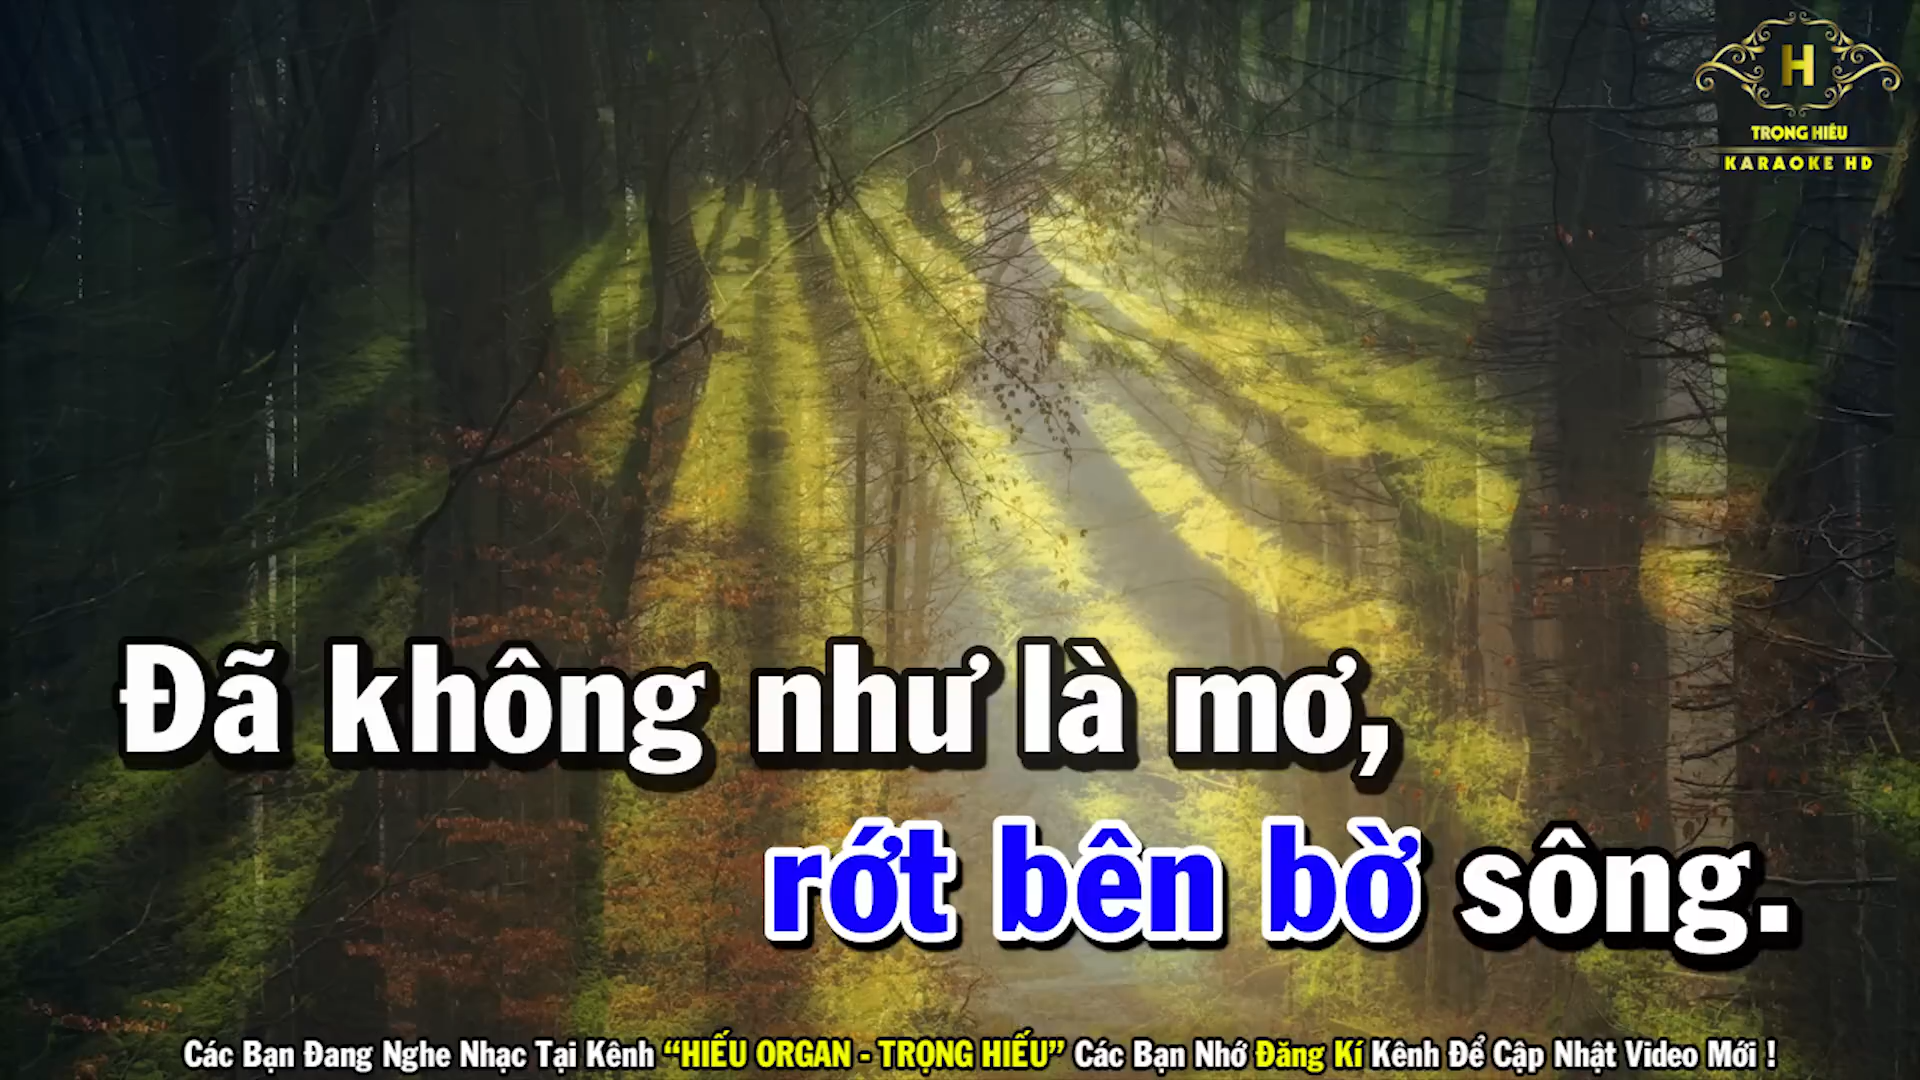 H
TRỌNG HIẾU
KARAOKE HD
Đã không như là mơ,
rớt bên bờ sông.
Các Bạn Đang Nghe Nhạc Tại Kênh “HIẾU ORGAN - TRỌNG HIẾU” Các Bạn Nhớ Đăng Kí Kênh Để Cập Nhật Video Mới !